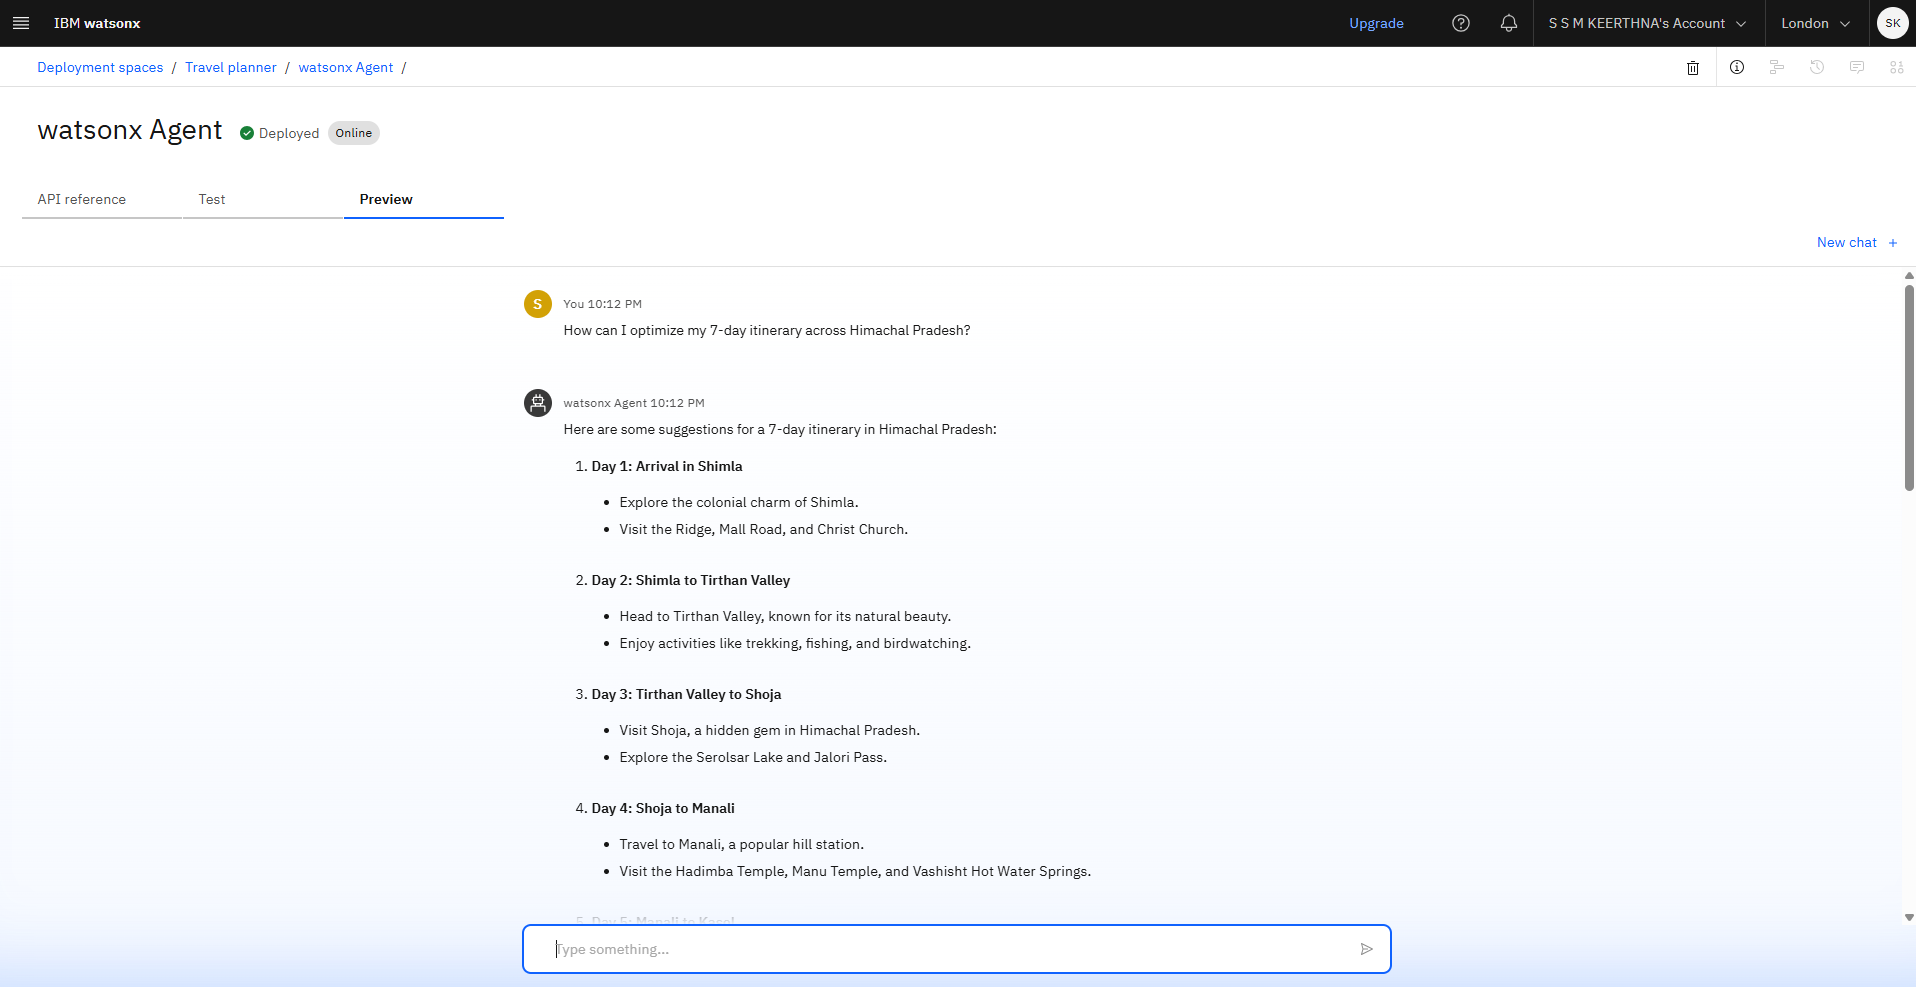 IBM watsonx
Upgrade
S S M KEERTHNA's Account
London
SK
Deployment spaces / Travel planner / watsonx Agent /
watsonx Agent
Deployed
Online
API reference
Test
Preview
New chat +
S
You 10:12 PM
How can I optimize my 7-day itinerary across Himachal Pradesh?
watsonx Agent 10:12 PM
Here are some suggestions for a 7-day itinerary in Himachal Pradesh:
1. Day 1: Arrival in Shimla
• Explore the colonial charm of Shimla.
• Visit the Ridge, Mall Road, and Christ Church.
2. Day 2: Shimla to Tirthan Valley
• Head to Tirthan Valley, known for its natural beauty.
• Enjoy activities like trekking, fishing, and birdwatching.
3. Day 3: Tirthan Valley to Shoja
• Visit Shoja, a hidden gem in Himachal Pradesh.
• Explore the Serolsar Lake and Jalori Pass.
4. Day 4: Shoja to Manali
• Travel to Manali, a popular hill station.
• Visit the Hadimba Temple, Manu Temple, and Vashisht Hot Water Springs.
5. Day 5: Manali to Kasol
Type something...